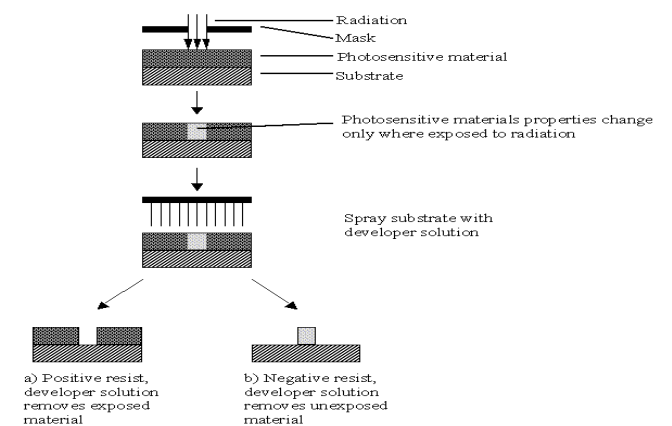 Radiation
Mask
Photosensitive material
Substrate
Photosensitive materials properties change
only where exposed to radiation
Spray substrate with
developer solution
a) Positive resist,
developer solution
removes exposed
material
b) Negative resist,
developer solution
removes unexposed
material